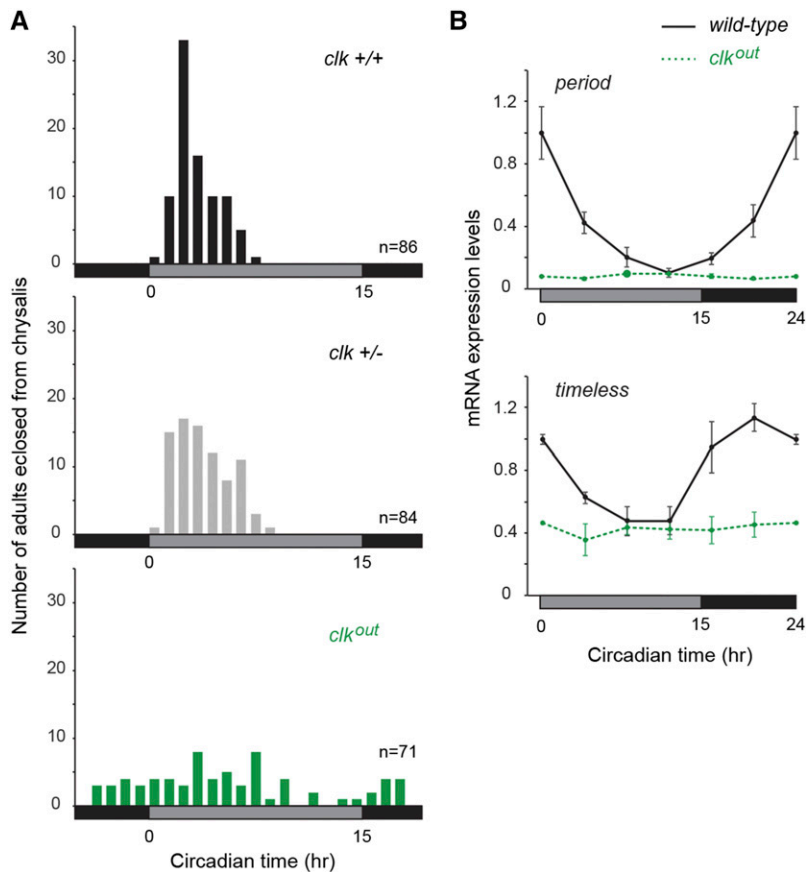 A
Number of adults eclosed from chrysalis
30
20
10
0
clk +/+
n=86
0 15
30
20
10
0
clk +/-
n=84
0 15
30
20
10
0
clk^out
n=71
0 15
Circadian time (hr)
B
wild-type
clk^out
mRNA expression levels
period
1.2
0.8
0.4
0
0 15 24
timeless
1.2
0.8
0.4
0
0 15 24
Circadian time (hr)